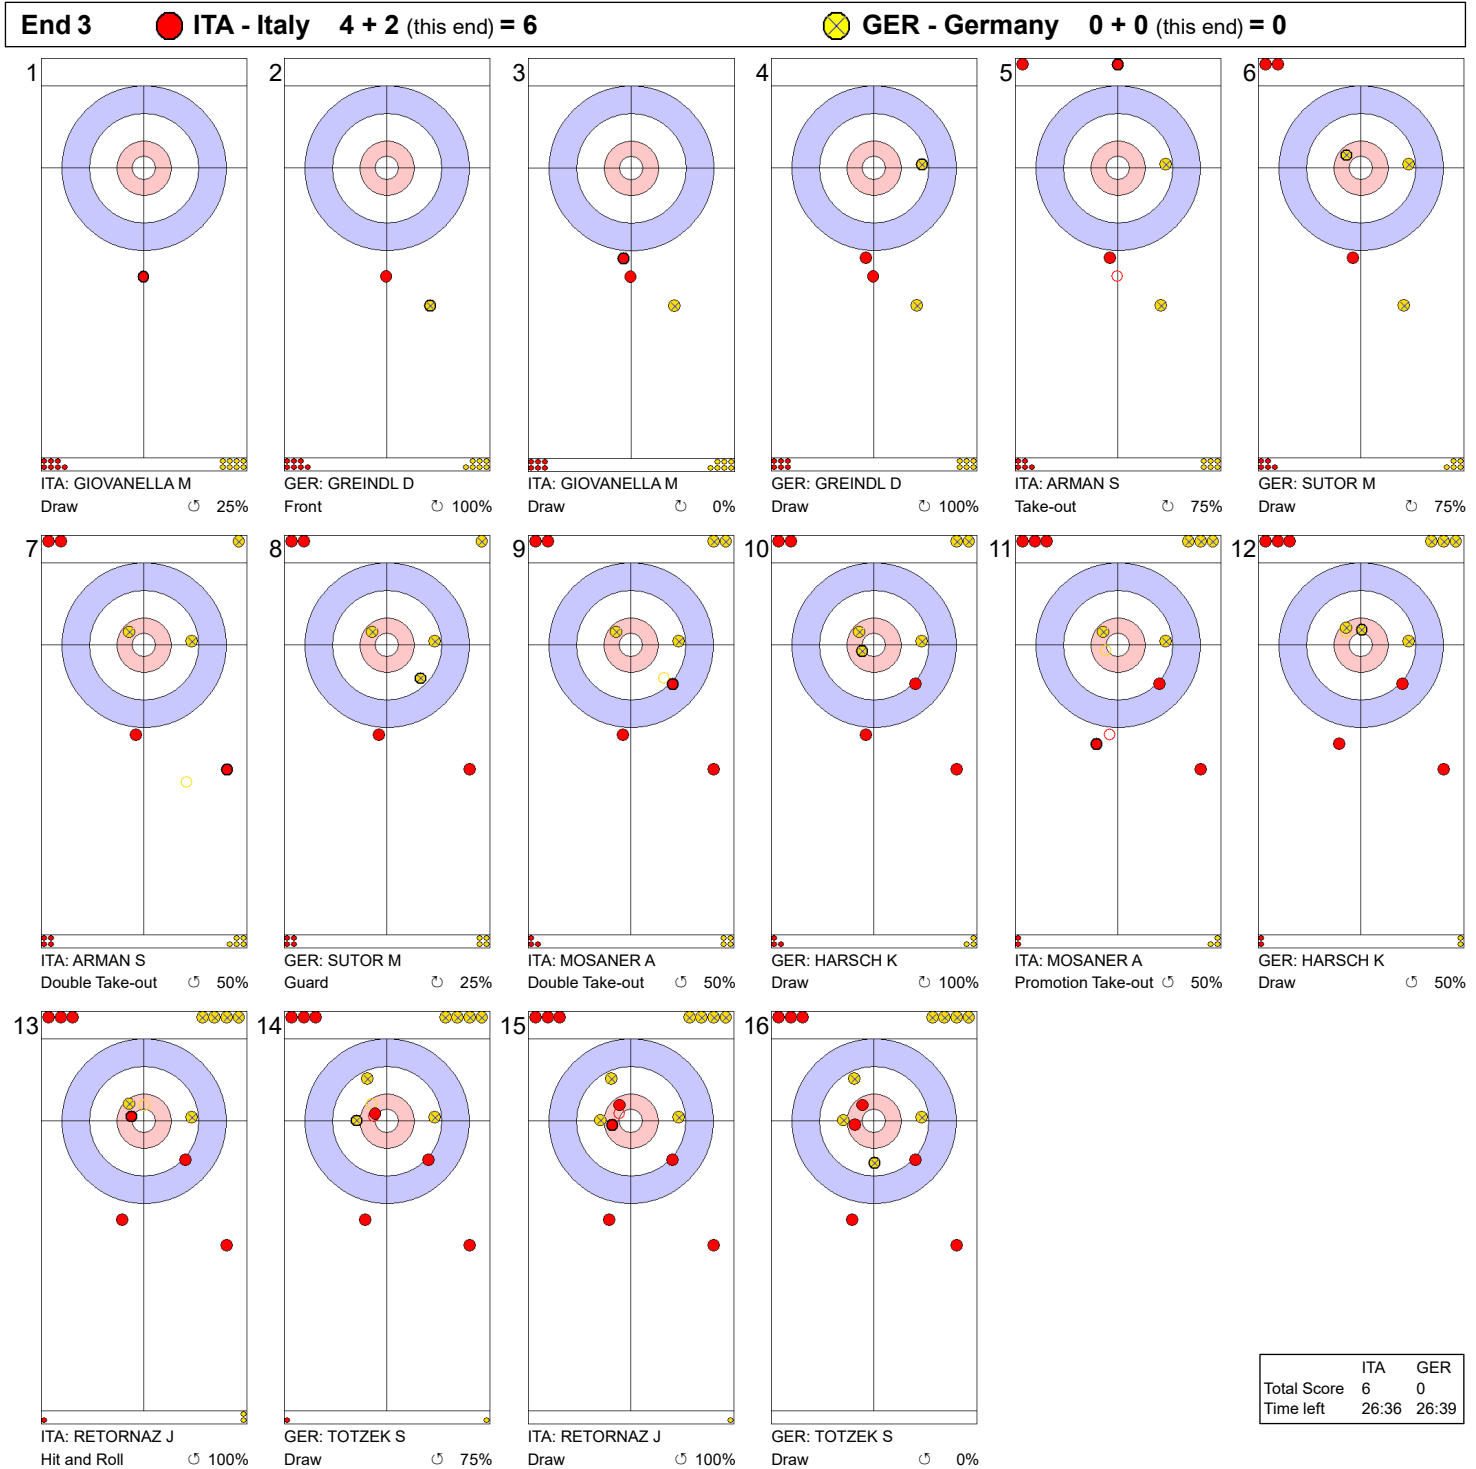 End 3 ITA - Italy 4 + 2 (this end) = 6 GER - Germany 0 + 0 (this end) = 0
1 2 3 4 5 6
ITA: GIOVANELLA M GER: GREINDL D ITA: GIOVANELLA M GER: GREINDL D ITA: ARMAN S GER: SUTOR M
Draw ↻ 25% Front ↻ 100% Draw ↻ 0% Draw ↻ 100% Take-out ↻ 75% Draw ↻ 75%
7 8 9 10 11 12
ITA: ARMAN S GER: SUTOR M ITA: MOSANER A GER: HARSCH K ITA: MOSANER A GER: HARSCH K
Double Take-out ↺ 50% Guard ↺ 25% Double Take-out ↺ 50% Draw ↻ 100% Promotion Take-out ↺ 50% Draw ↺ 50%
13 14 15 16
ITA: RETORNAZ J GER: TOTZEK S ITA: RETORNAZ J GER: TOTZEK S
Hit and Roll ↺ 100% Draw ↺ 75% Draw ↺ 100% Draw ↺ 0%
ITA GER
Total Score 6 0
Time left 26:36 26:39